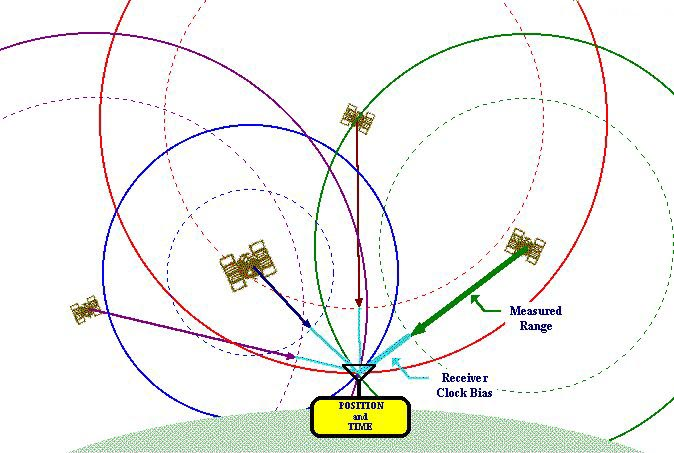 Measured
Range
Receiver
Clock Bias
POSITION
and
TIME